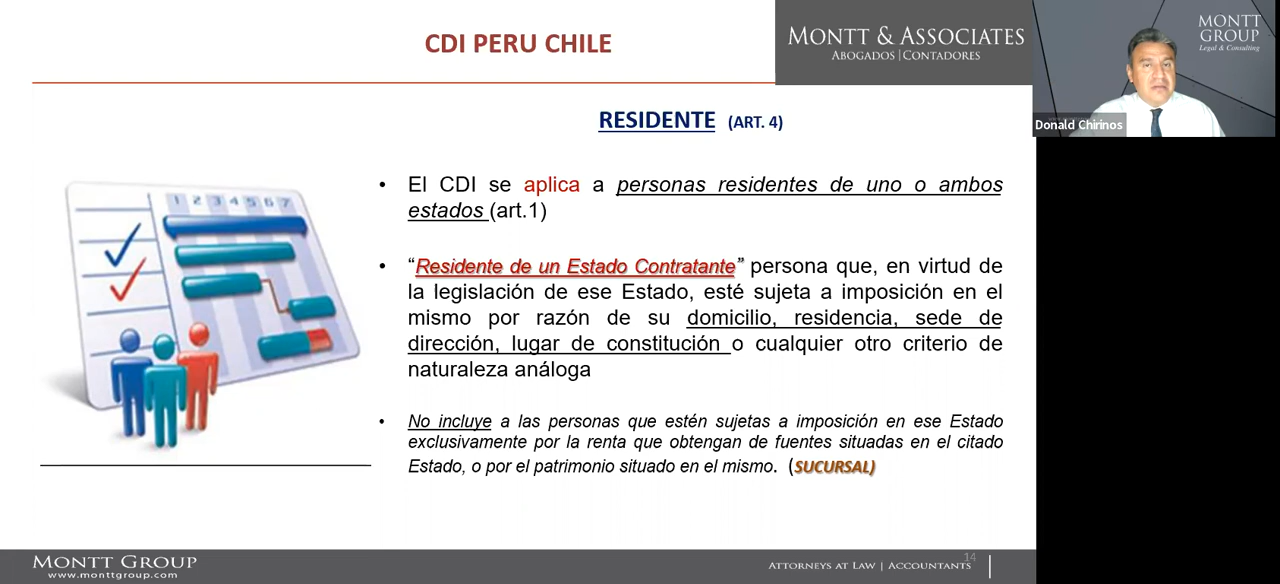 CDI PERU CHILE
MONTT & ASSOCIATES
ABOGADOS | CONTADORES
MONTT
GROUP
Legal & Consulting
Donald Chirinos
RESIDENTE (ART. 4)
• El CDI se aplica a personas residentes de uno o ambos
estados (art.1)
• “Residente de un Estado Contratante” persona que, en virtud de
la legislación de ese Estado, esté sujeta a imposición en el
mismo por razón de su domicilio, residencia, sede de
dirección, lugar de constitución o cualquier otro criterio de
naturaleza análoga
• No incluye a las personas que estén sujetas a imposición en ese Estado
exclusivamente por la renta que obtengan de fuentes situadas en el citado
Estado, o por el patrimonio situado en el mismo. (SUCURSAL)
1 2 3 4 5 6 7
MONTT GROUP
www.monttgroup.com
14
ATTORNEYS AT LAW | ACCOUNTANTS